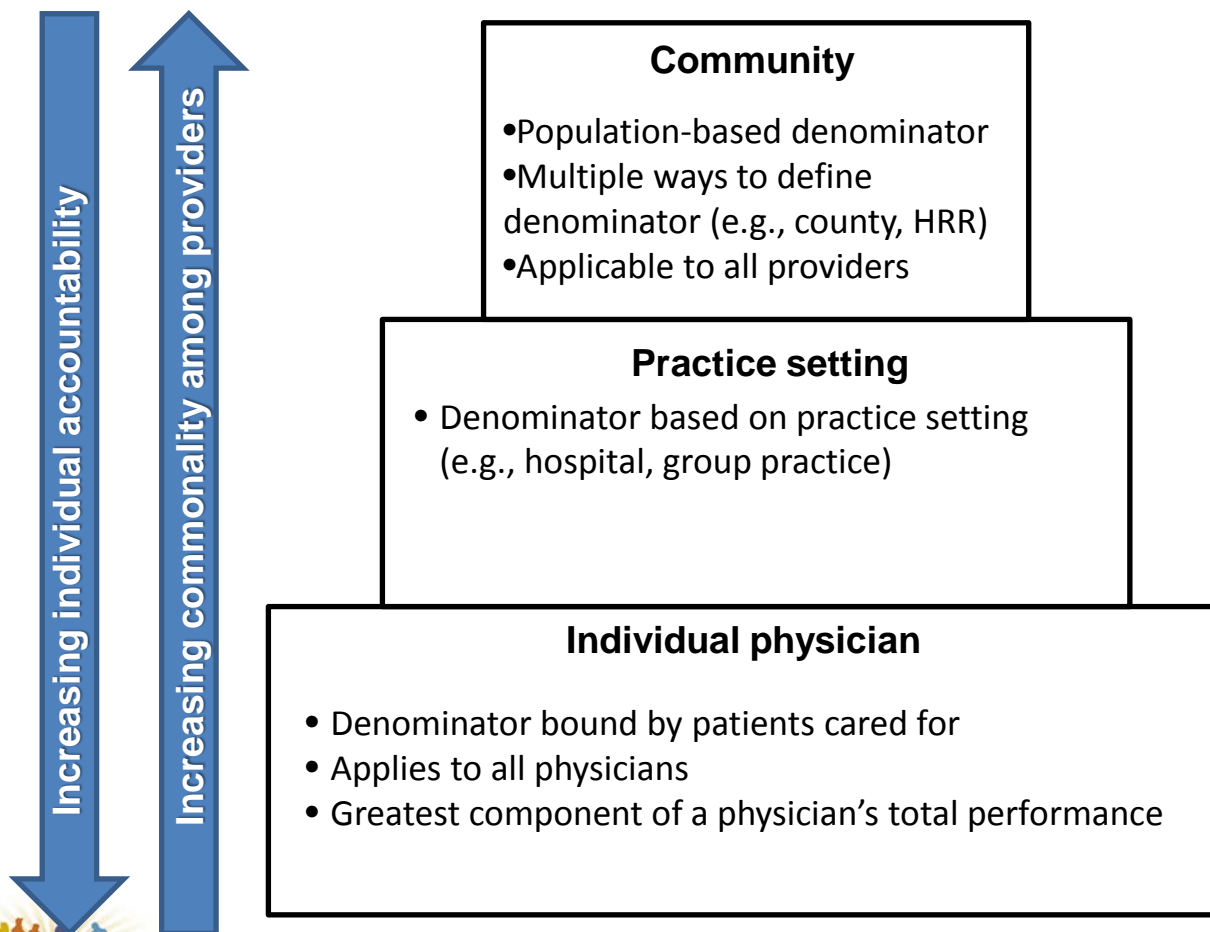 Increasing individual accountability
Increasing commonality among providers
Community
•Population-based denominator
•Multiple ways to define
denominator (e.g., county, HRR)
•Applicable to all providers
Practice setting
• Denominator based on practice setting
(e.g., hospital, group practice)
Individual physician
• Denominator bound by patients cared for
• Applies to all physicians
• Greatest component of a physician’s total performance